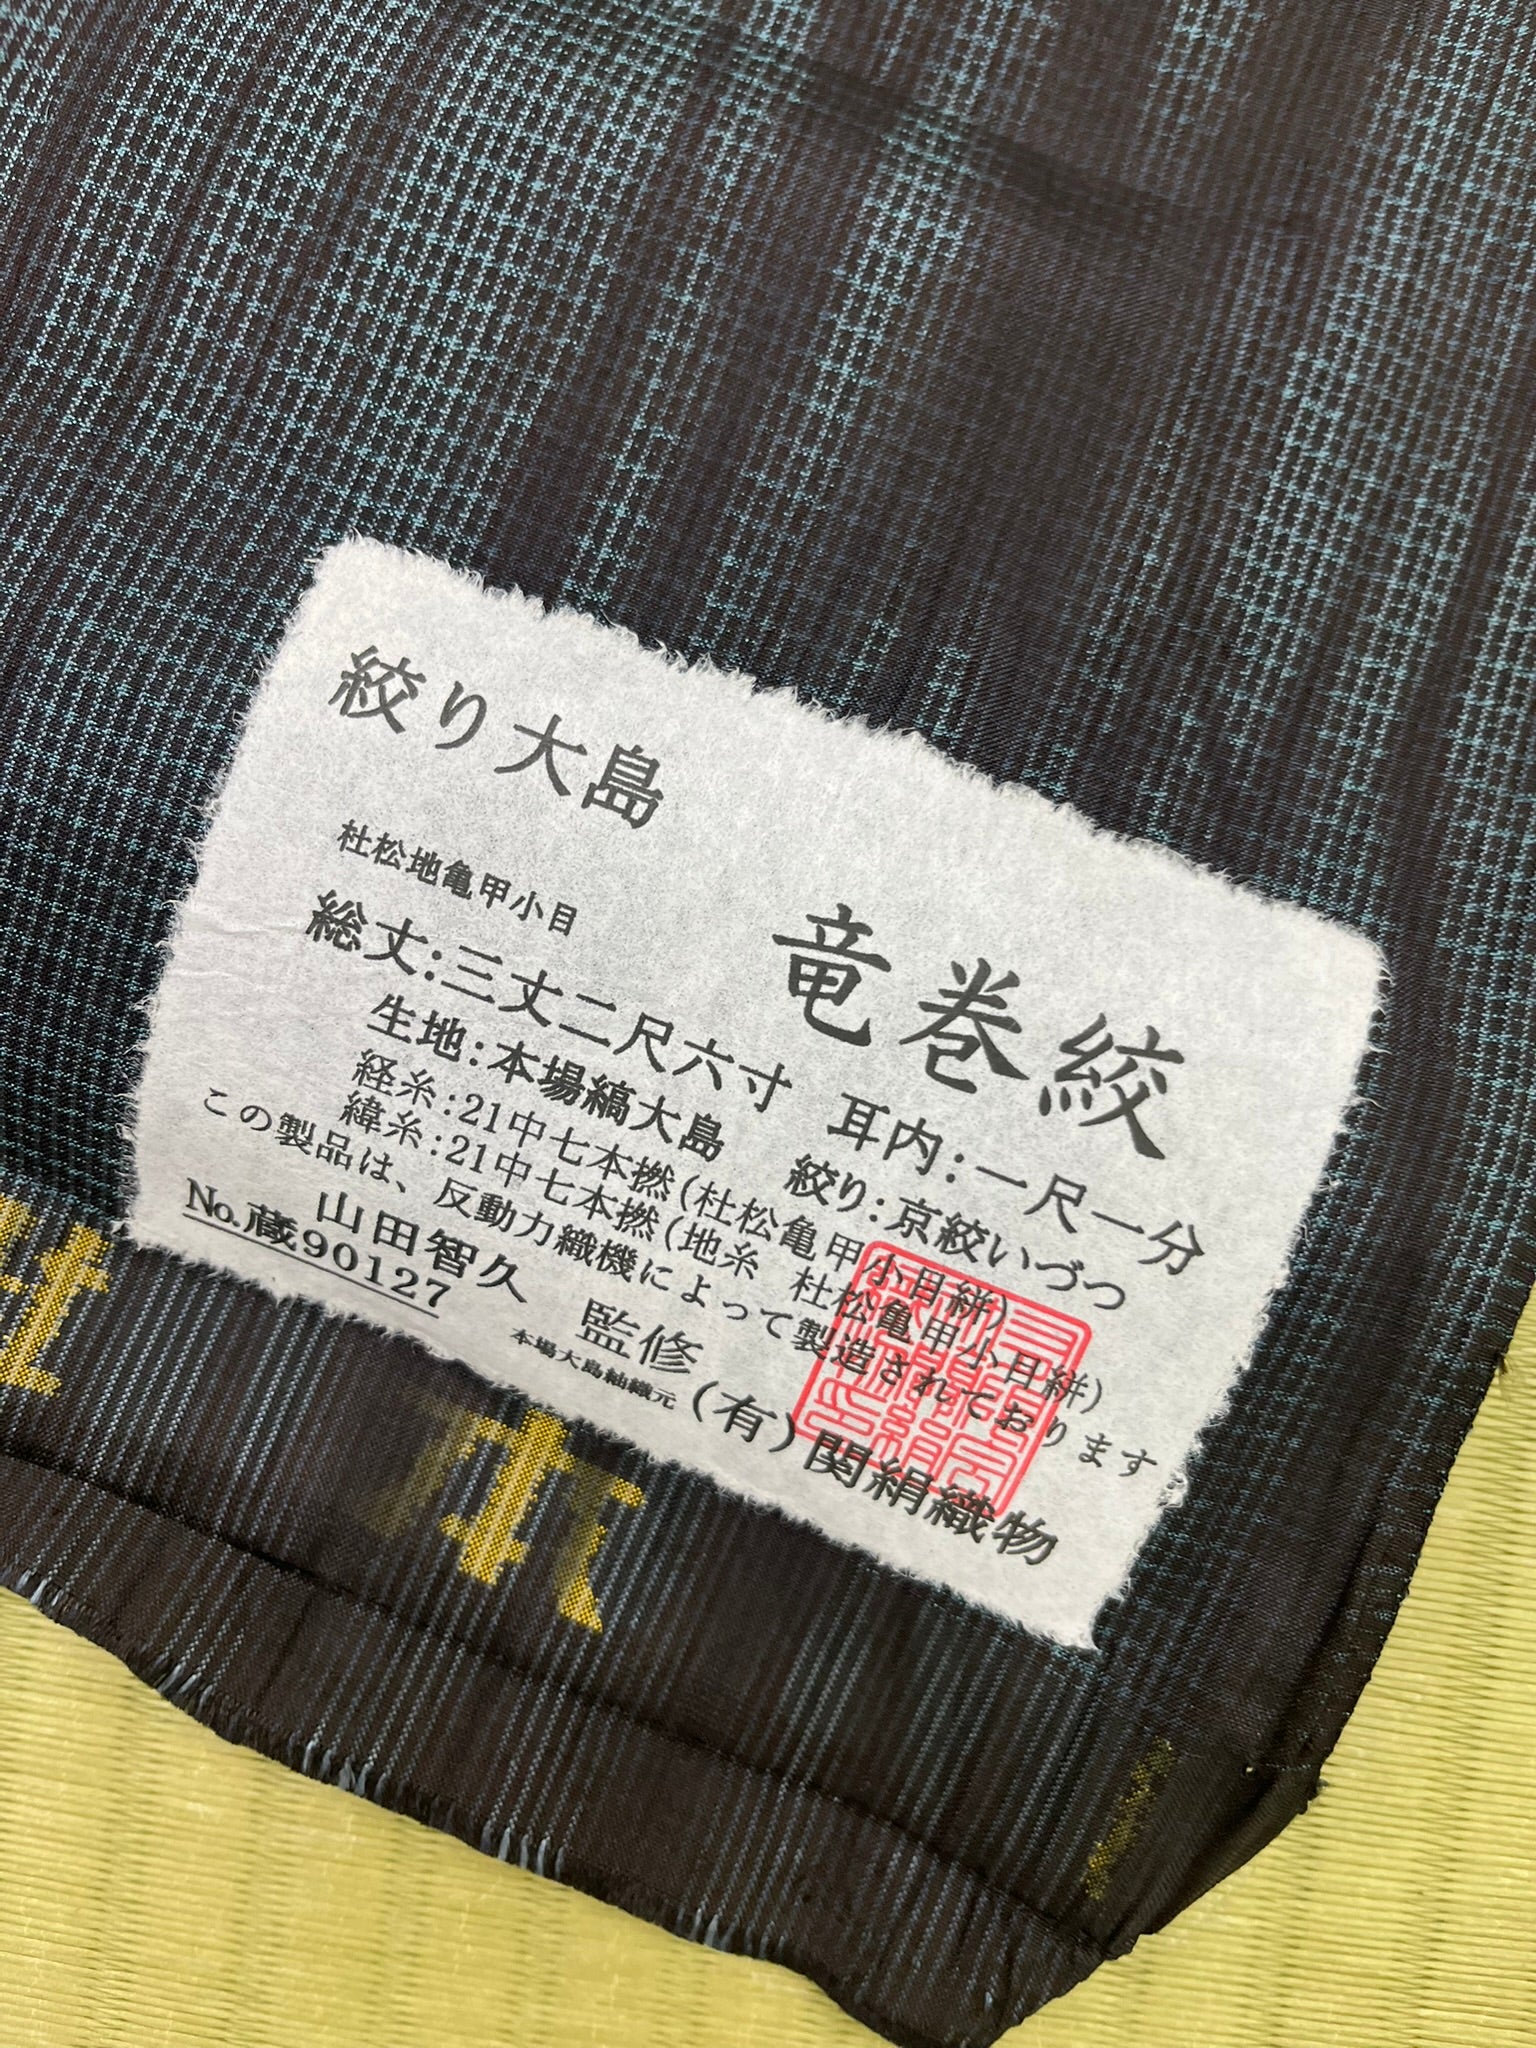 絞り大島
竜巻絞
杜松地亀甲小目
総丈:三丈二尺六寸 耳内:一尺一分
生地:本場縞大島 絞り:京絞いづつ
経糸:21中七本撚(杜松亀甲小目絣)
緯糸:21中七本撚(地糸 杜松亀甲小目絣)
この製品は、反動力織機によって製造されております
山田智久 監修
No.蔵90127
本場大島紬織元 (有)関絹織物
本